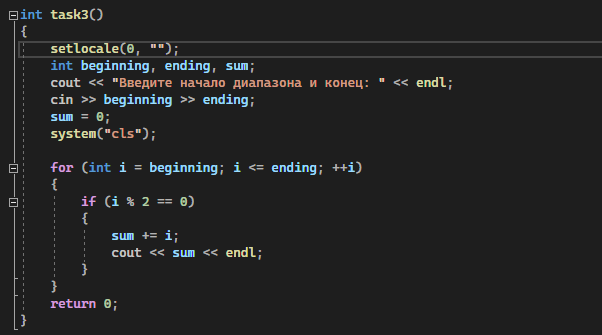 int task3()
{
setlocale(0, "");
int beginning, ending, sum;
cout << "Введите начало диапазона и конец: " << endl;
cin >> beginning >> ending;
sum = 0;
system("cls");
for (int i = beginning; i <= ending; ++i)
{
if (i % 2 == 0)
{
sum += i;
cout << sum << endl;
}
}
return 0;
}